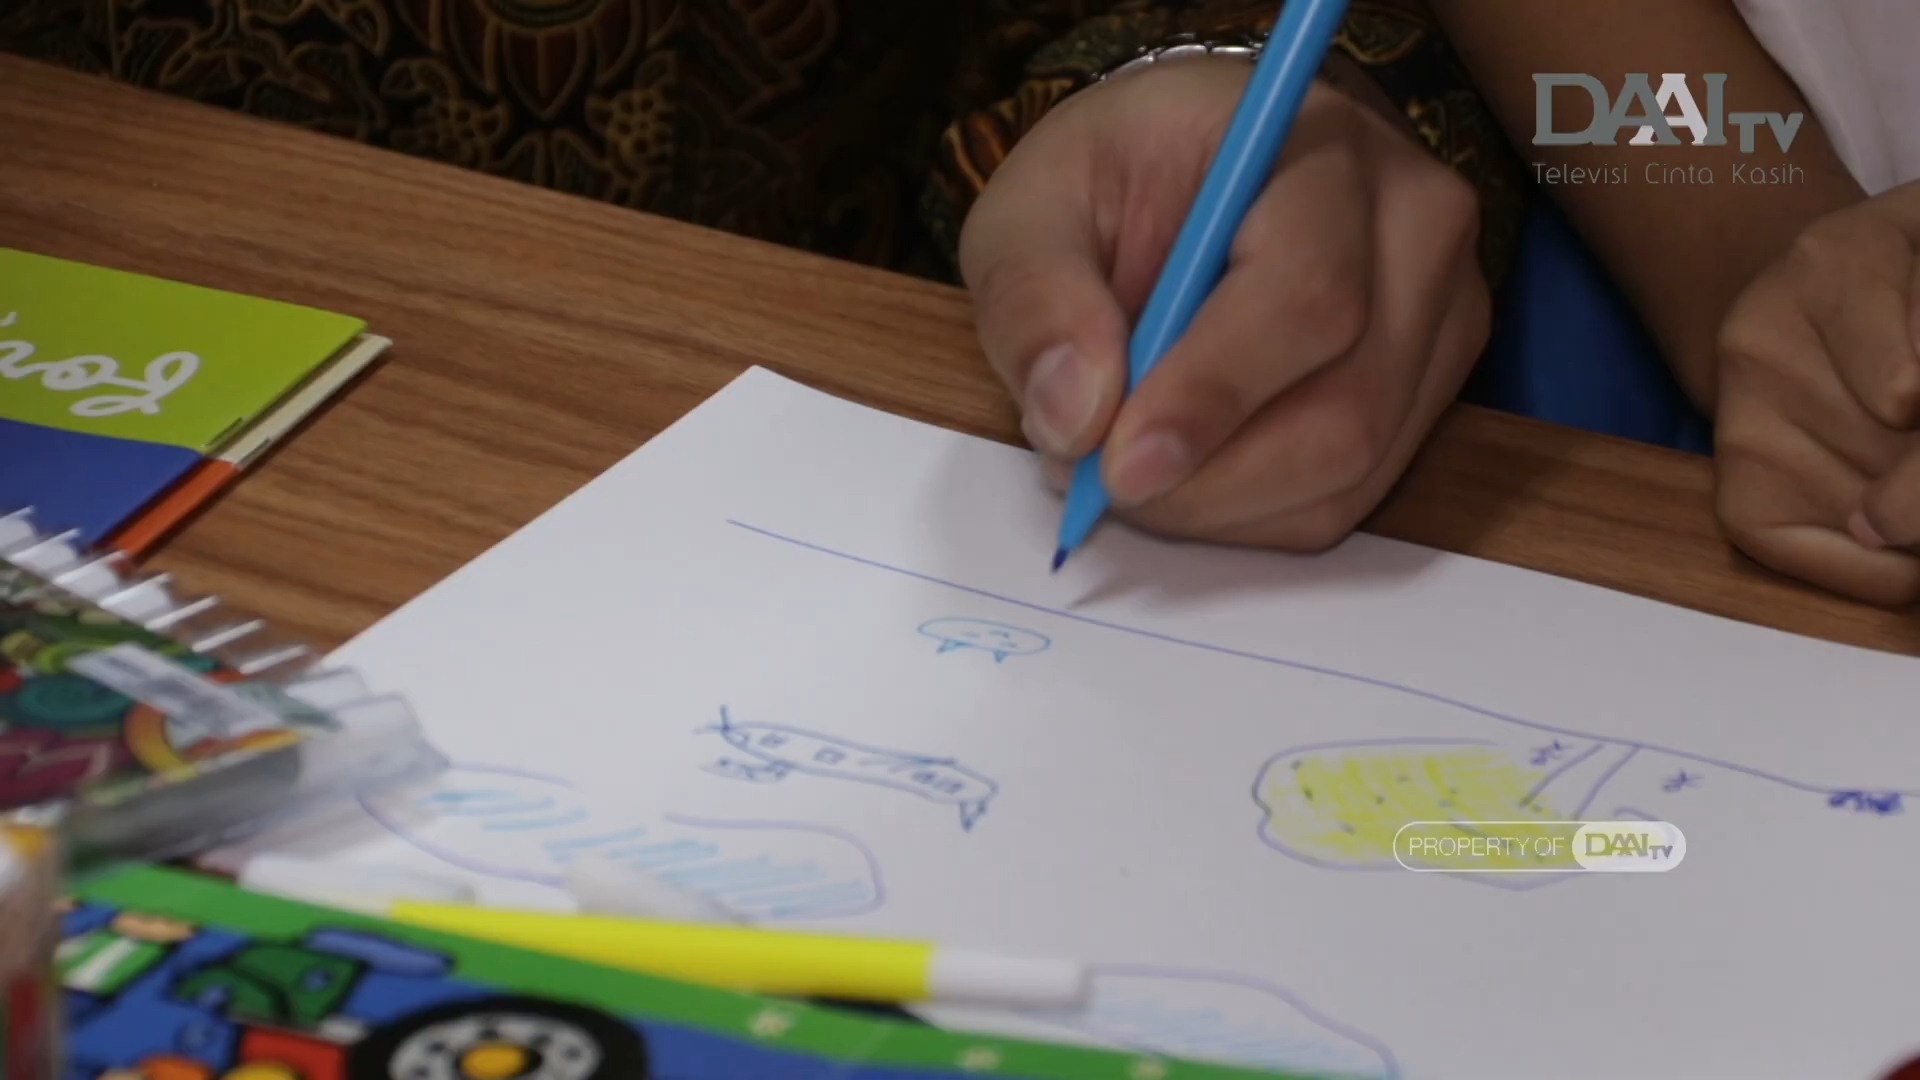 DAAI TV
Televisi Cinta Kasih
PROPERTY OF DAAI TV